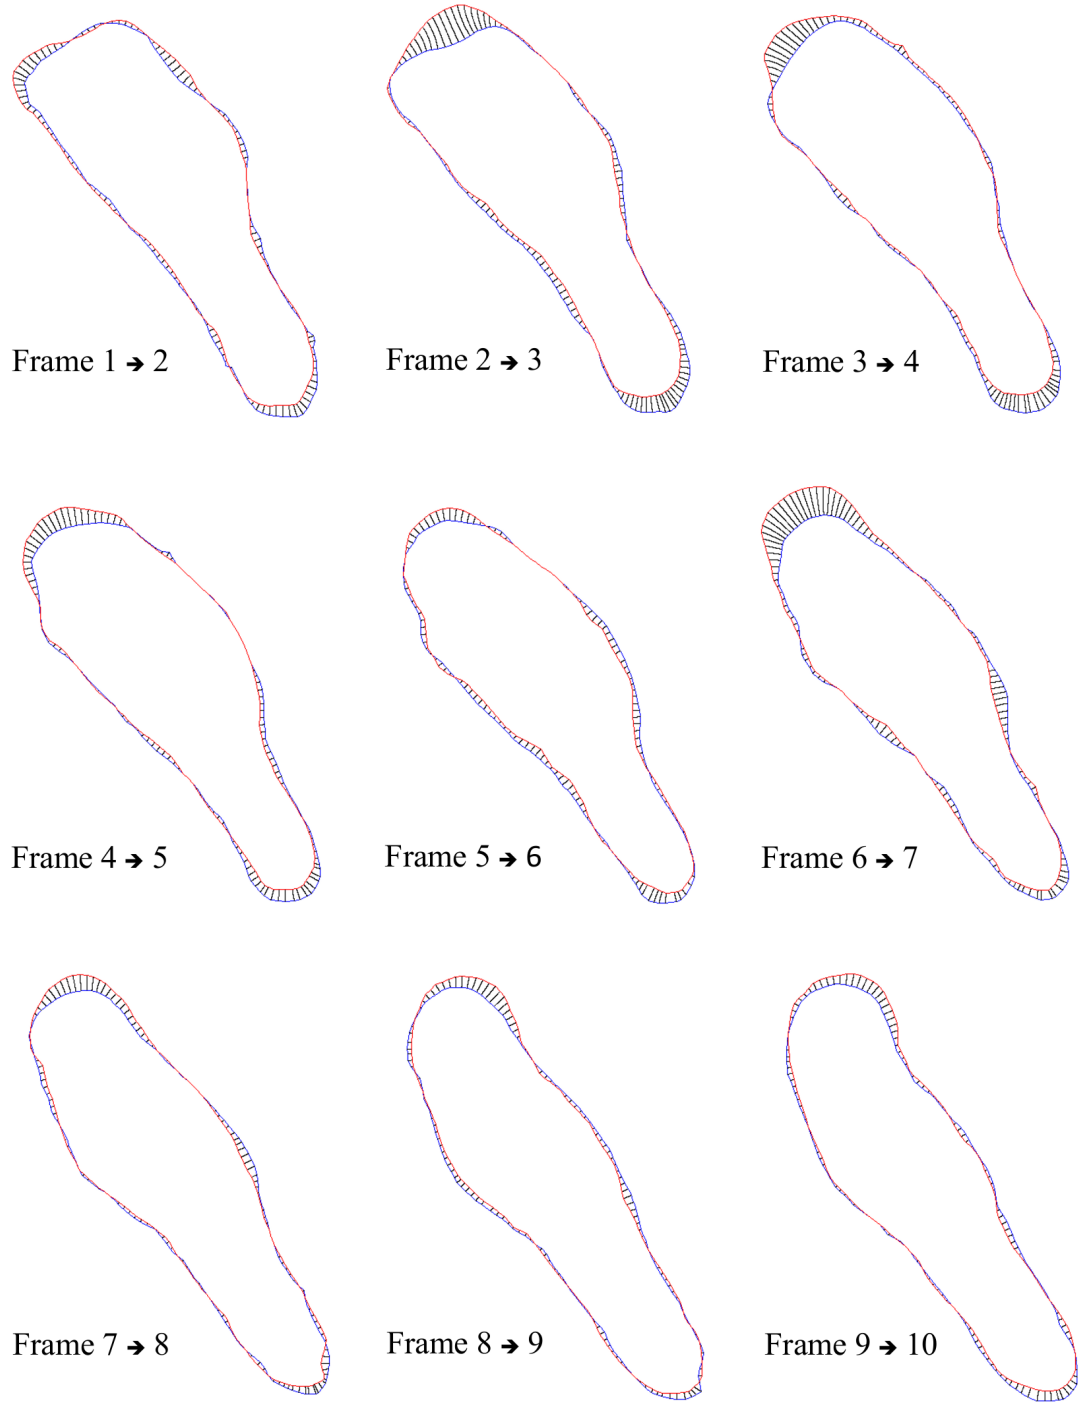 Frame 1 ➔ 2
Frame 2 ➔ 3
Frame 3 ➔ 4
Frame 4 ➔ 5
Frame 5 ➔ 6
Frame 6 ➔ 7
Frame 7 ➔ 8
Frame 8 ➔ 9
Frame 9 ➔ 10